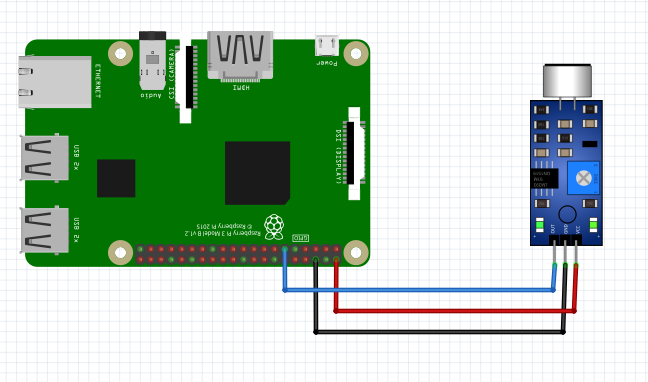 ETHERNET
Audio
CSI (CAMERA)
HDMI
Power
USB 2x
DSI (DISPLAY)
USB 2x
Raspberry Pi 3 Model B v1.2
© Raspberry Pi 2015
GPIO
OUT
GND
VCC